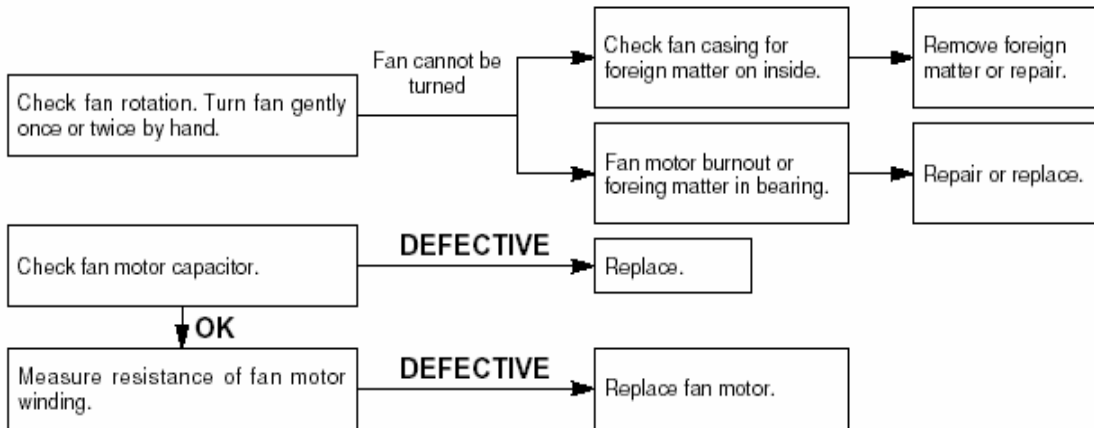 Check fan rotation. Turn fan gently
once or twice by hand.
Fan cannot be
turned
Check fan casing for
foreign matter on inside.
Remove foreign
matter or repair.
Fan motor burnout or
foreing matter in bearing.
Repair or replace.
Check fan motor capacitor.
DEFECTIVE
Replace.
OK
Measure resistance of fan motor
winding.
DEFECTIVE
Replace fan motor.